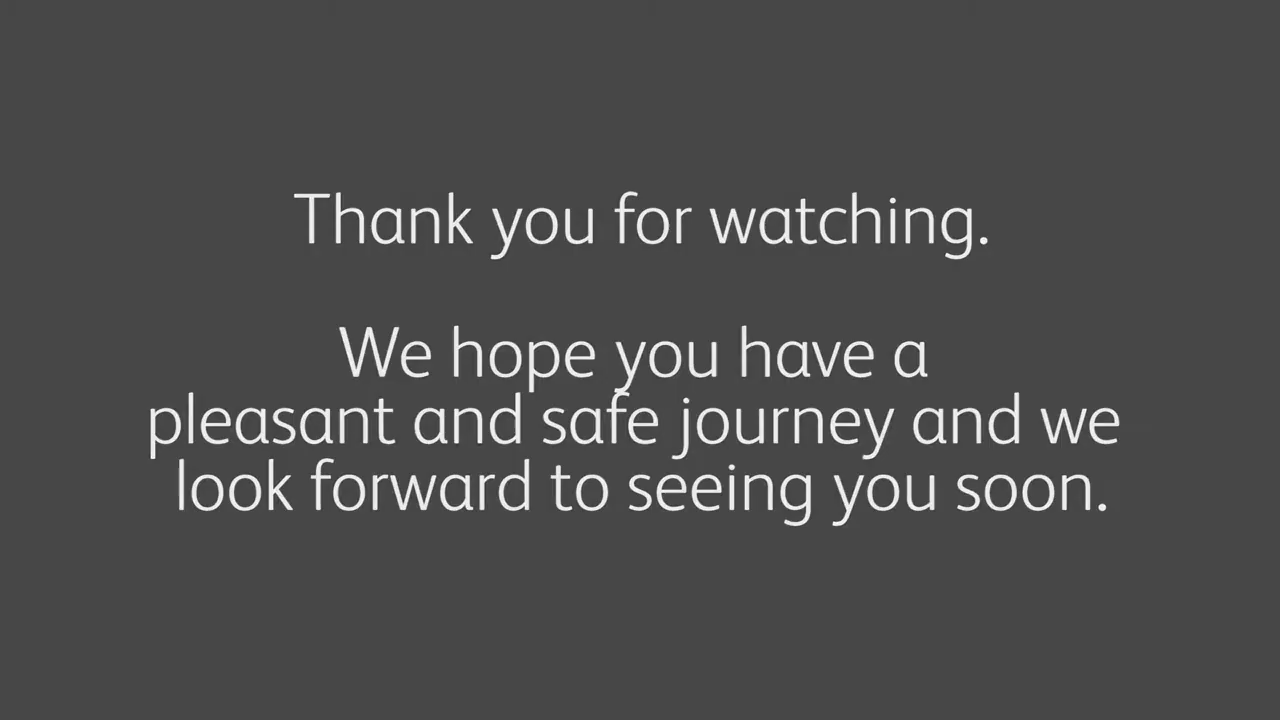 Thank you for watching.
We hope you have a
pleasant and safe journey and we
look forward to seeing you soon.